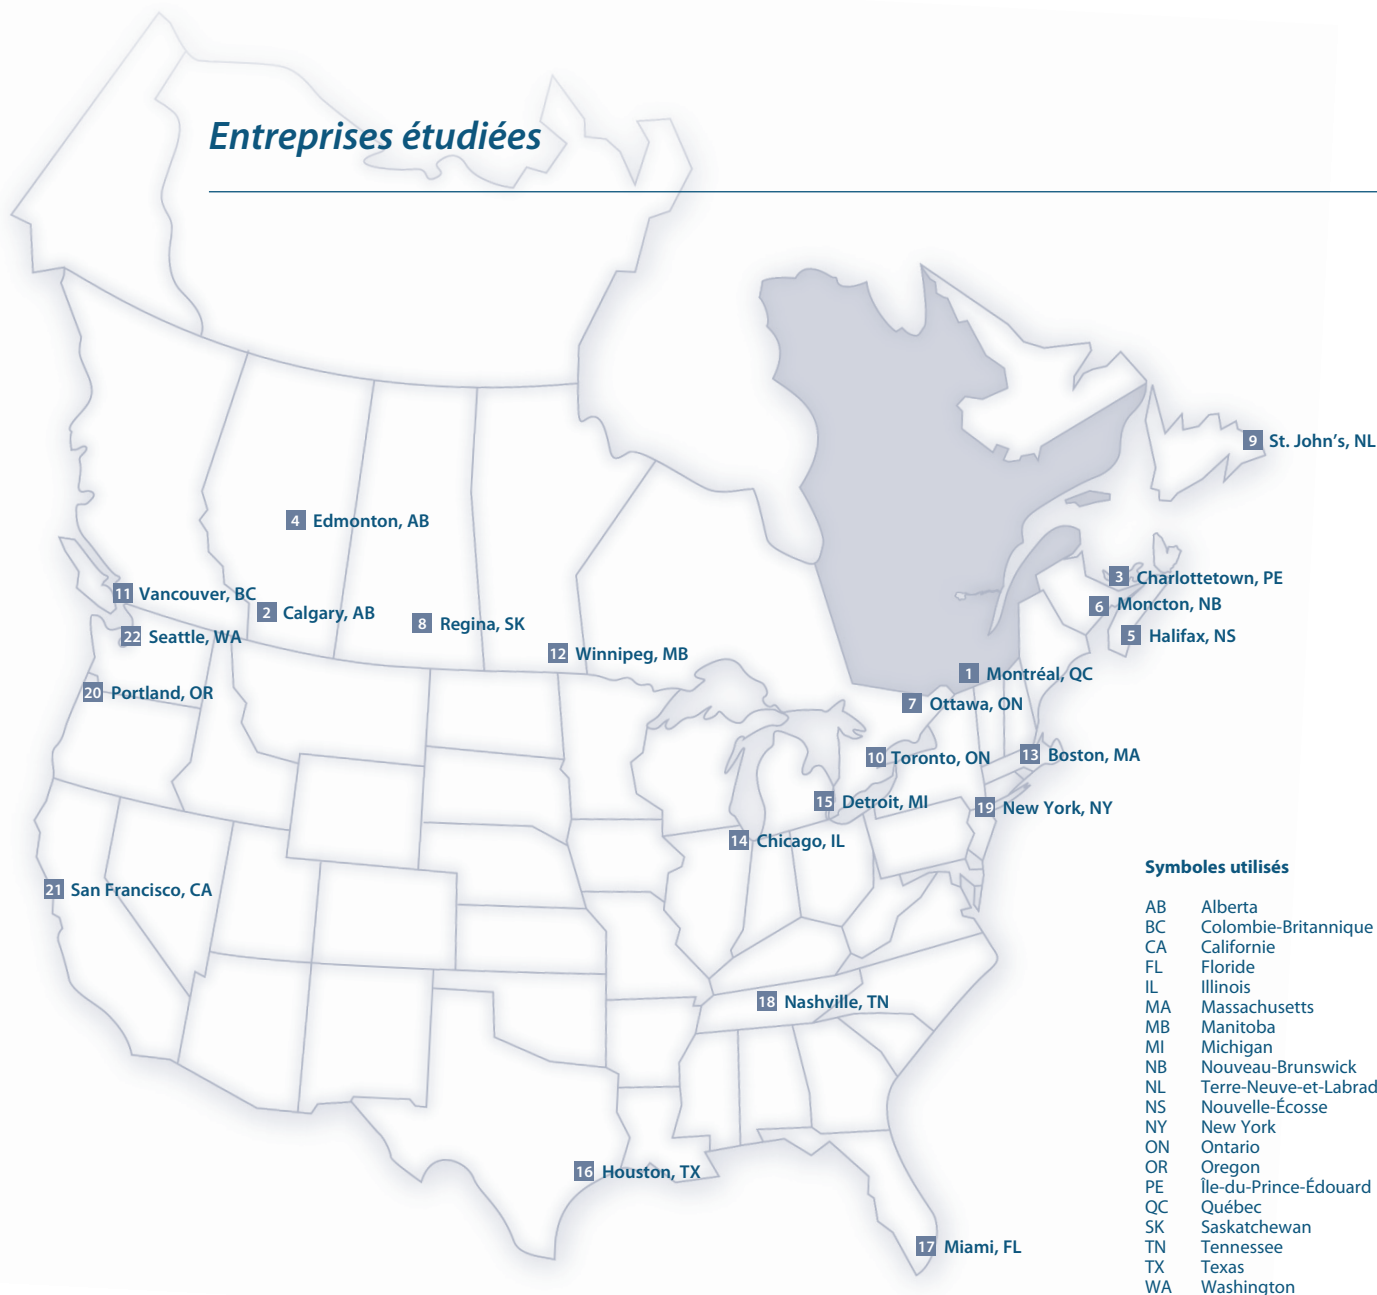 Entreprises étudiées
9 St. John's, NL
4 Edmonton, AB
3 Charlottetown, PE
11 Vancouver, BC
6 Moncton, NB
2 Calgary, AB
8 Regina, SK
22 Seattle, WA
5 Halifax, NS
12 Winnipeg, MB
1 Montréal, QC
20 Portland, OR
7 Ottawa, ON
13 Boston, MA
10 Toronto, ON
15 Detroit, MI
19 New York, NY
14 Chicago, IL
21 San Francisco, CA
18 Nashville, TN
16 Houston, TX
17 Miami, FL
Symboles utilisés
AB Alberta
BC Colombie-Britannique
CA Californie
FL Floride
IL Illinois
MA Massachusetts
MB Manitoba
MI Michigan
NB Nouveau-Brunswick
NL Terre-Neuve-et-Labrad
NS Nouvelle-Écosse
NY New York
ON Ontario
OR Oregon
PE Île-du-Prince-Édouard
QC Québec
SK Saskatchewan
TN Tennessee
TX Texas
WA Washington